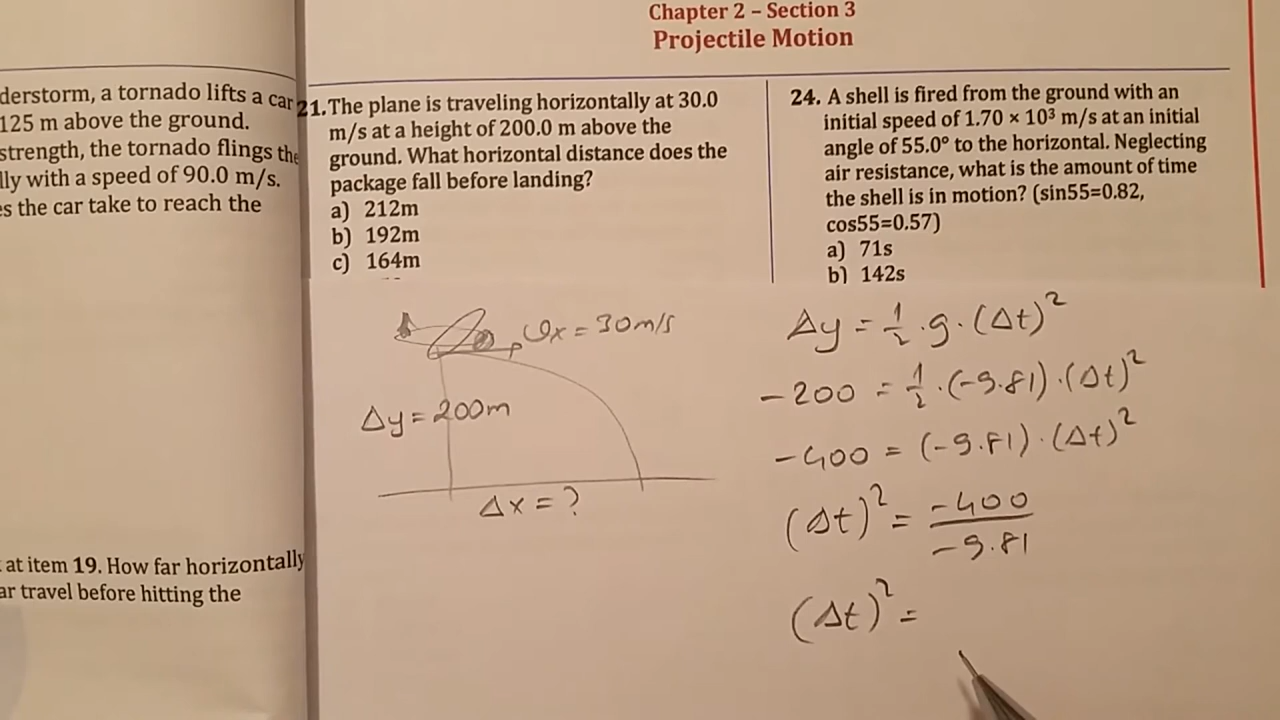 Chapter 2 – Section 3
Projectile Motion
derstorm, a tornado lifts a car
125 m above the ground.
strength, the tornado flings the
lly with a speed of 90.0 m/s.
es the car take to reach the
at item 19. How far horizontally
ar travel before hitting the
21. The plane is traveling horizontally at 30.0
m/s at a height of 200.0 m above the
ground. What horizontal distance does the
package fall before landing?
a) 212m
b) 192m
c) 164m
24. A shell is fired from the ground with an
initial speed of 1.70 × 10³ m/s at an initial
angle of 55.0° to the horizontal. Neglecting
air resistance, what is the amount of time
the shell is in motion? (sin55=0.82,
cos55=0.57)
a) 71s
b) 142s
υx = 30m/s
Δy = 200m
Δx = ?
Δy = 1/2 · g · (Δt)²
-200 = 1/2 · (-9.81) · (Δt)²
-400 = (-9.81) · (Δt)²
(Δt)² = -400 / -9.81
(Δt)² =